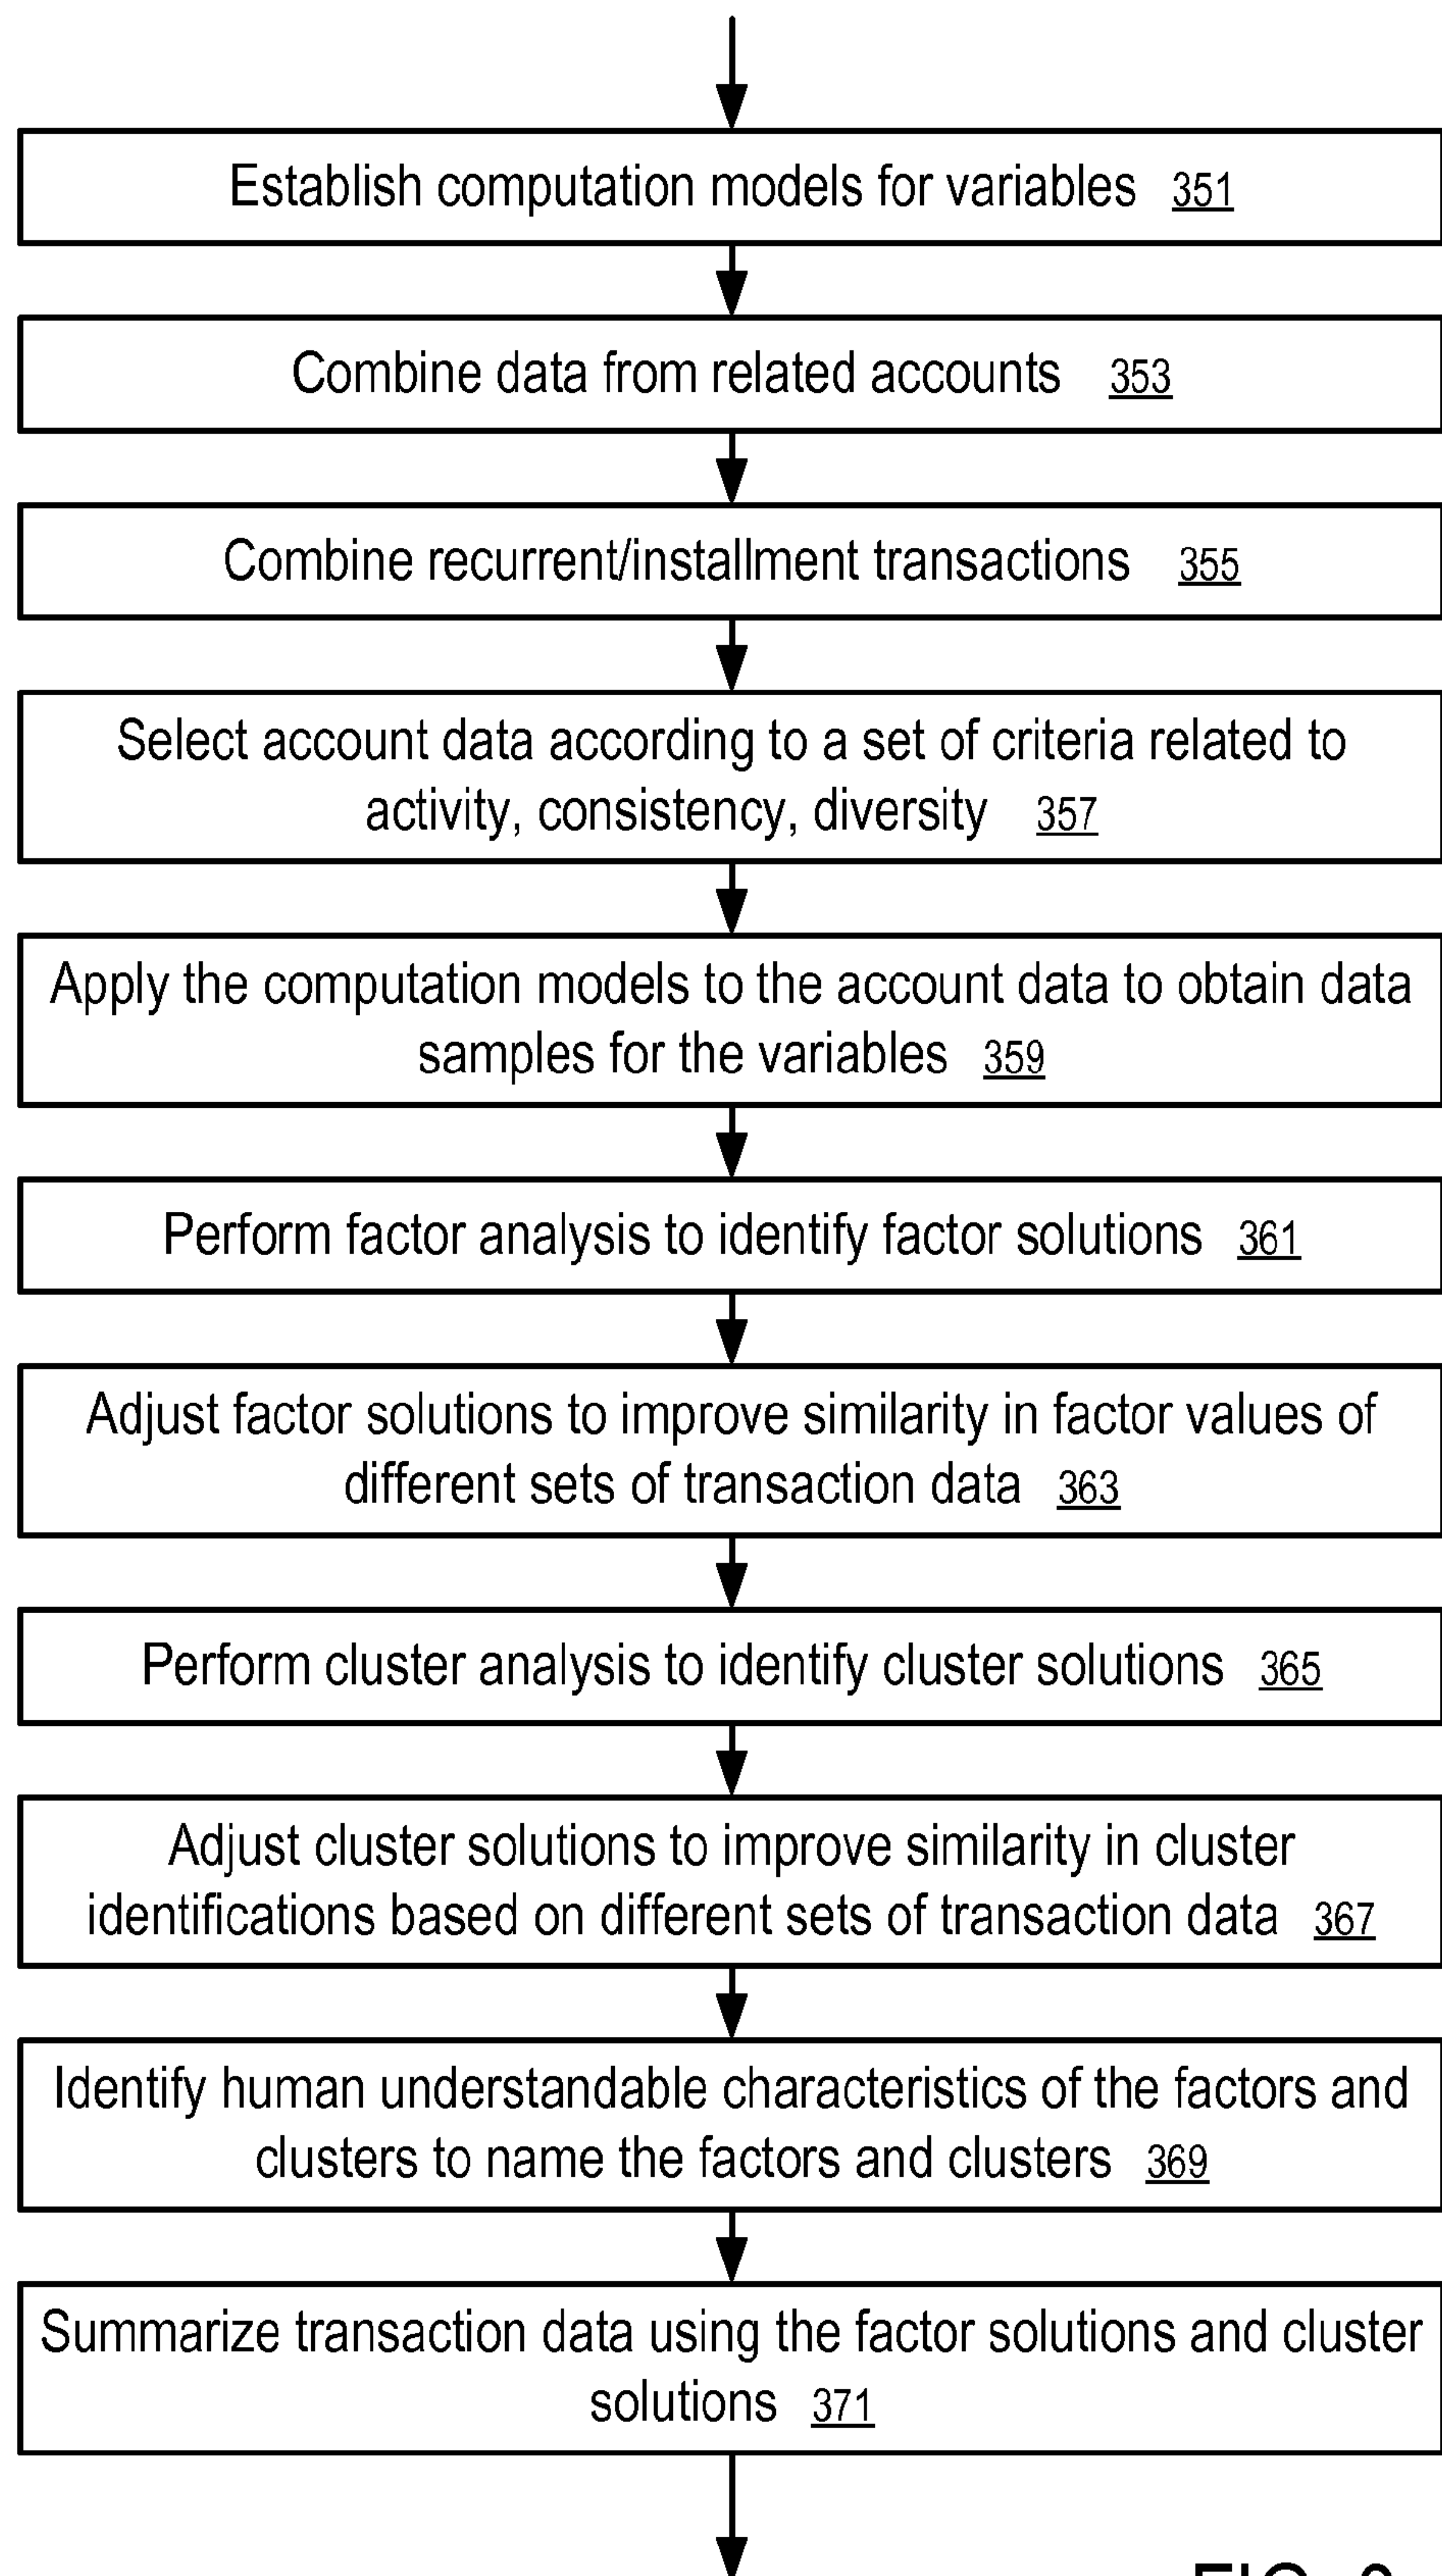 Establish computation models for variables 351
Combine data from related accounts 353
Combine recurrent/installment transactions 355
Select account data according to a set of criteria related to
activity, consistency, diversity 357
Apply the computation models to the account data to obtain data
samples for the variables 359
Perform factor analysis to identify factor solutions 361
Adjust factor solutions to improve similarity in factor values of
different sets of transaction data 363
Perform cluster analysis to identify cluster solutions 365
Adjust cluster solutions to improve similarity in cluster
identifications based on different sets of transaction data 367
Identify human understandable characteristics of the factors and
clusters to name the factors and clusters 369
Summarize transaction data using the factor solutions and cluster
solutions 371
FIG.